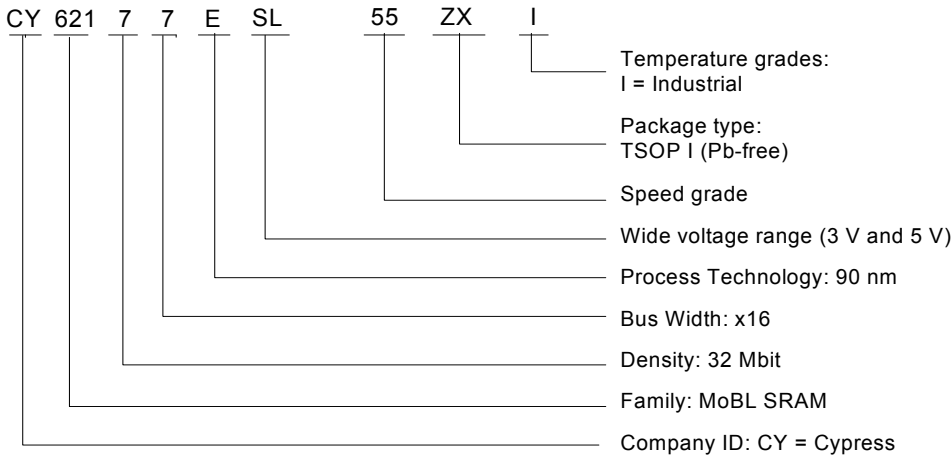 CY 621 7 7 E SL 55 ZX I
Temperature grades:
I = Industrial
Package type:
TSOP I (Pb-free)
Speed grade
Wide voltage range (3 V and 5 V)
Process Technology: 90 nm
Bus Width: x16
Density: 32 Mbit
Family: MoBL SRAM
Company ID: CY = Cypress